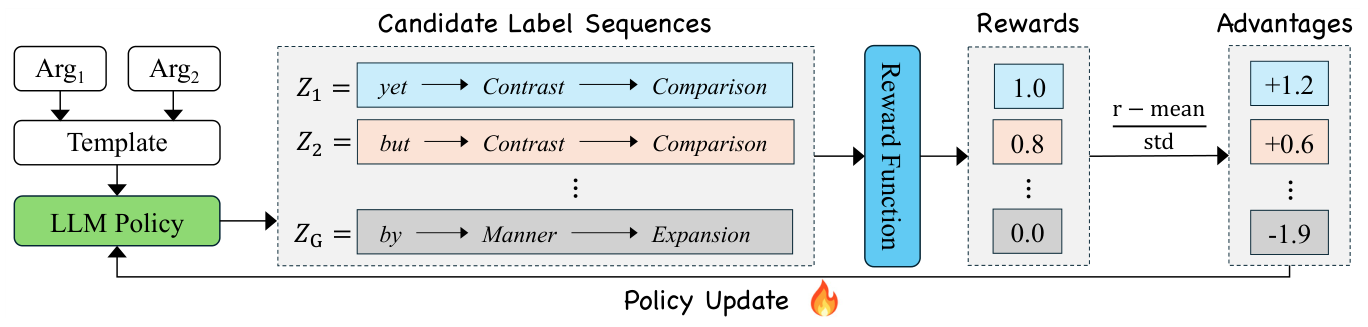 Candidate Label Sequences
Rewards
Advantages
Arg₁
Arg₂
Template
LLM Policy
Z₁ = yet → Contrast → Comparison
Z₂ = but → Contrast → Comparison
⋮
Z_G = by → Manner → Expansion
Reward Function
1.0
0.8
⋮
0.0
r − mean
std
+1.2
+0.6
⋮
-1.9
Policy Update 🔥